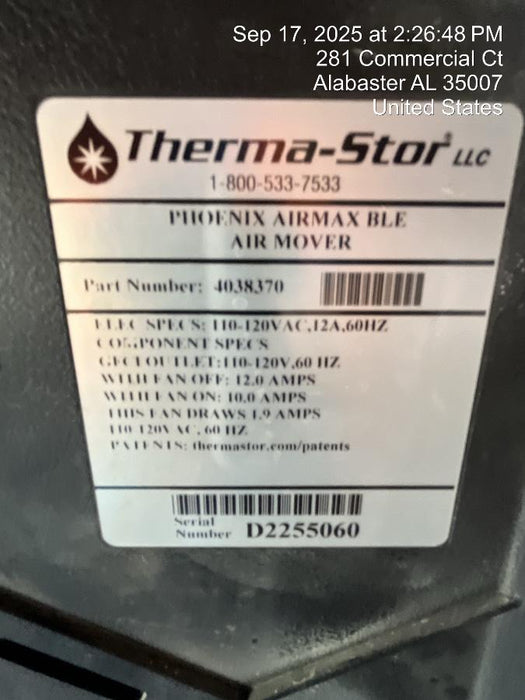 Sep 17, 2025 at 2:26:48 PM
281 Commercial Ct
Alabaster AL 35007
United States
Therma-Stor® LLC
1-800-533-7533
PHOENIX AIRMAX BLE
AIR MOVER
Part Number: 4038370
ELEC SPECS: 110-120VAC,12A,60HZ
COMPONENT SPECS
GFCI OUTLET:110-120V,60 HZ
WITH FAN OFF: 12.0 AMPS
WITH FAN ON: 10.0 AMPS
THIS FAN DRAWS 1.9 AMPS
110-120V AC, 60 HZ
PATENTS: thermastor.com/patents
Serial
Number D2255060